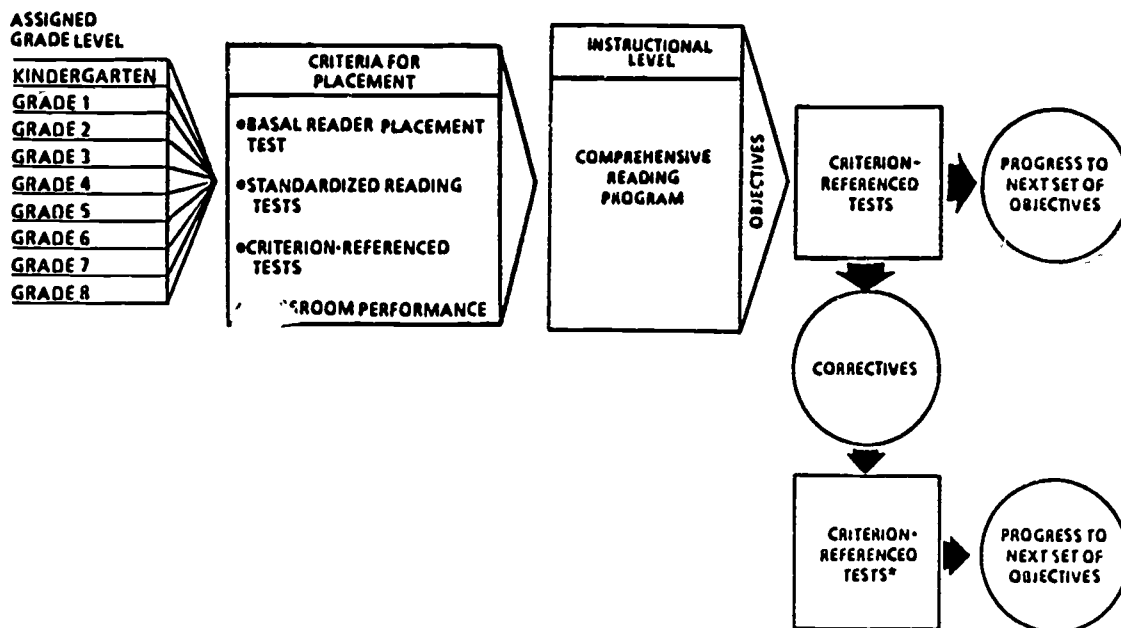 ASSIGNED
GRADE LEVEL
KINDERGARTEN
GRADE 1
GRADE 2
GRADE 3
GRADE 4
GRADE 5
GRADE 6
GRADE 7
GRADE 8
CRITERIA FOR
PLACEMENT
•BASAL READER PLACEMENT
TEST
•STANDARDIZED READING
TESTS
•CRITERION-REFERENCED
TESTS
PERFORMANCE
INSTRUCTIONAL
LEVEL
COMPREHENSIVE
READING
PROGRAM
OBJECTIVES
CRITERION-
REFERENCED
TESTS
PROGRESS TO
NEXT SET OF
OBJECTIVES
CORRECTIVES
CRITERION-
REFERENCED
TESTS*
PROGRESS TO
NEXT SET OF
OBJECTIVES